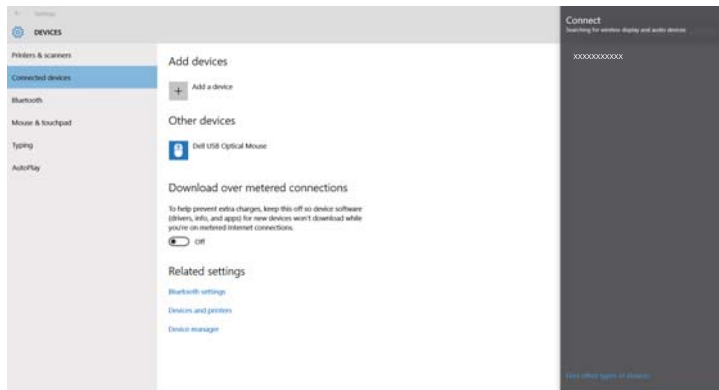 Settings
DEVICES
Printers & scanners
Connected devices
Bluetooth
Mouse & touchpad
Typing
AutoPlay
Add devices
Add a device
Other devices
Dell USB Optical Mouse
Download over metered connections
To help prevent extra charges, keep this off so device software
(drivers, info, and apps) for new devices won't download while
you're on metered Internet connections.
Off
Related settings
Bluetooth settings
Devices and printers
Device manager
Connect
Searching for wireless display and audio devices
xxxxxxxxxxx
Find other types of devices